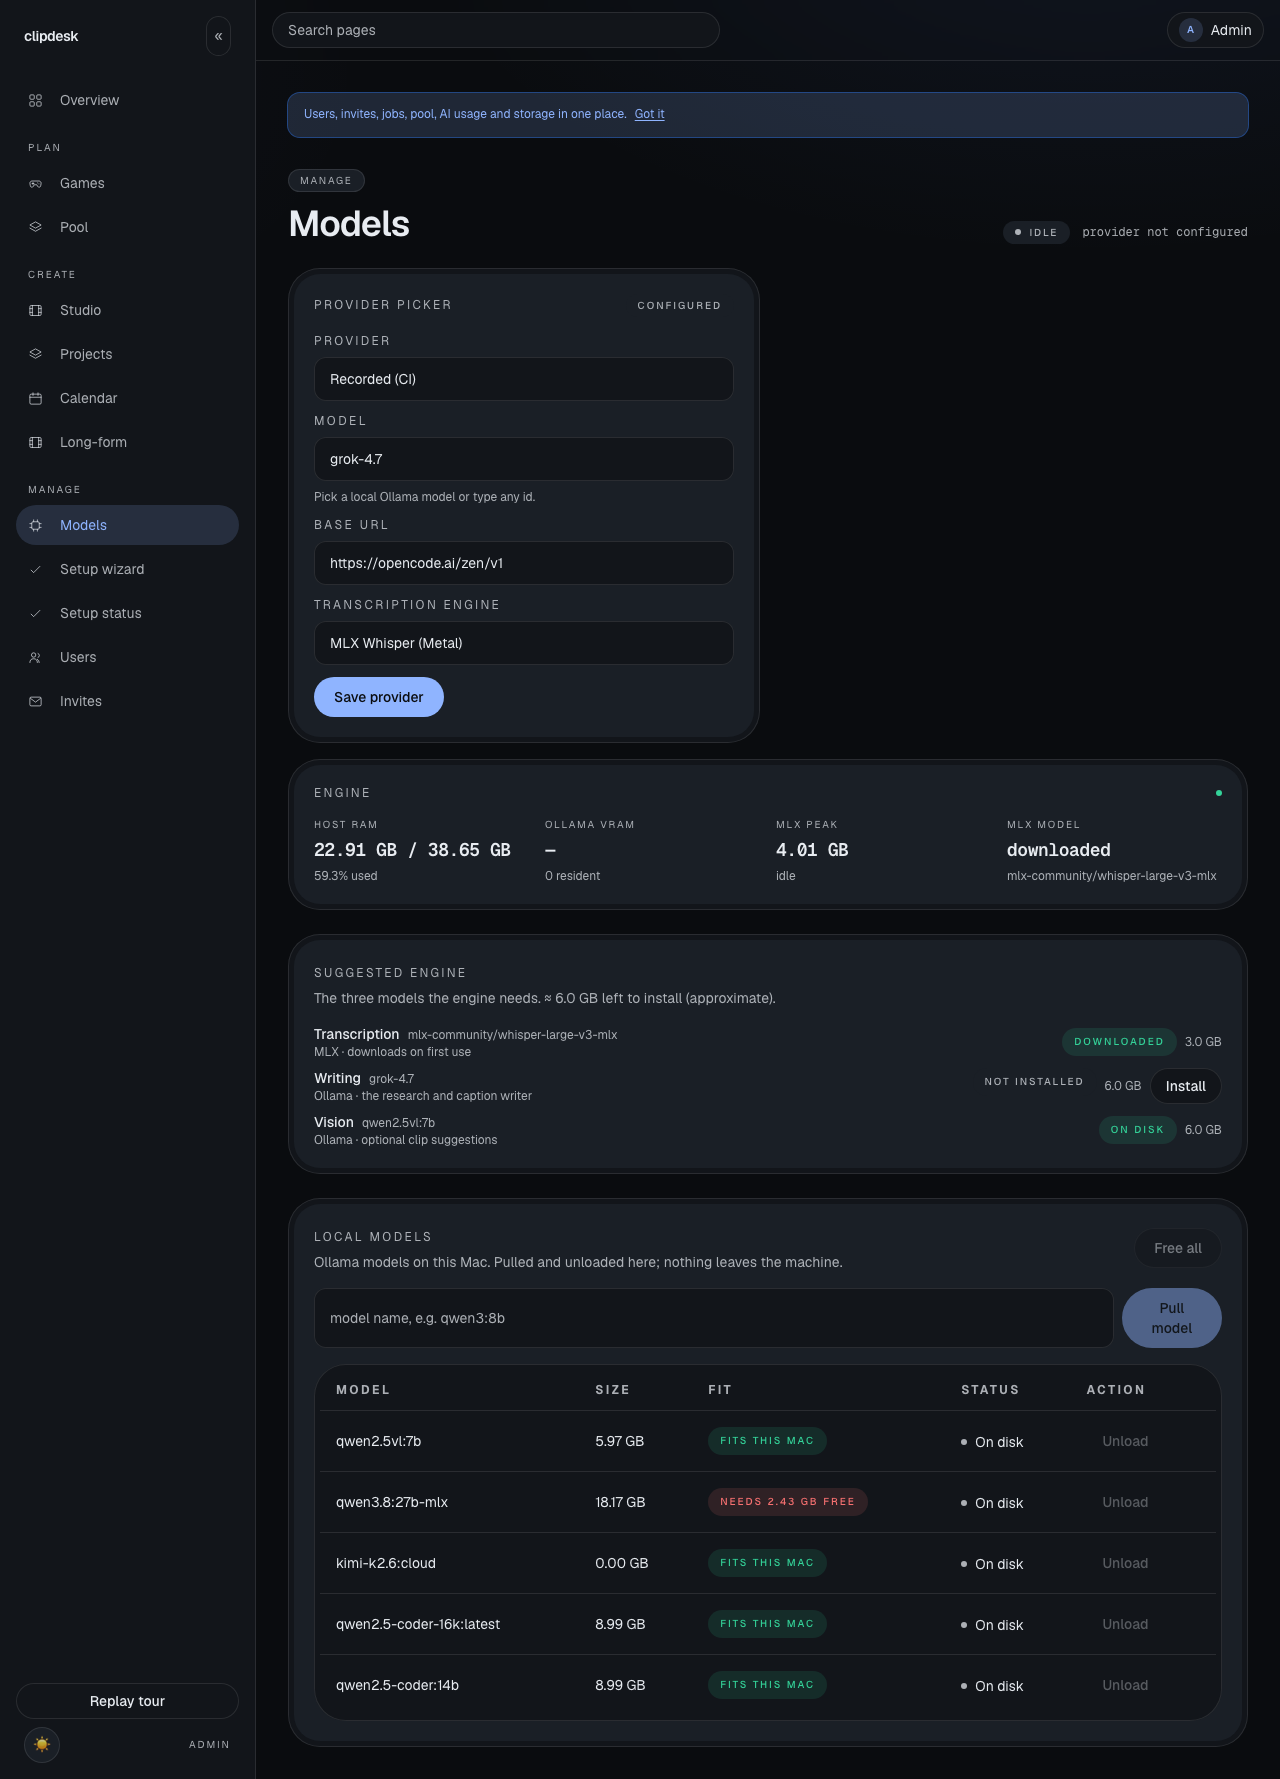 clipdesk
«
Search pages
A Admin
Overview
PLAN
Games
Pool
CREATE
Studio
Projects
Calendar
Long-form
MANAGE
Models
Setup wizard
Setup status
Users
Invites
Replay tour
ADMIN
Users, invites, jobs, pool, AI usage and storage in one place. Got it
MANAGE
Models
IDLE provider not configured
PROVIDER PICKER CONFIGURED
PROVIDER
Recorded (CI)
MODEL
grok-4.7
Pick a local Ollama model or type any id.
BASE URL
https://opencode.ai/zen/v1
TRANSCRIPTION ENGINE
MLX Whisper (Metal)
Save provider
ENGINE
HOST RAM OLLAMA VRAM MLX PEAK MLX MODEL
22.91 GB / 38.65 GB — 4.01 GB downloaded
59.3% used 0 resident idle mlx-community/whisper-large-v3-mlx
SUGGESTED ENGINE
The three models the engine needs. ≈ 6.0 GB left to install (approximate).
Transcription mlx-community/whisper-large-v3-mlx DOWNLOADED 3.0 GB
MLX · downloads on first use
Writing grok-4.7 NOT INSTALLED 6.0 GB Install
Ollama · the research and caption writer
Vision qwen2.5vl:7b ON DISK 6.0 GB
Ollama · optional clip suggestions
LOCAL MODELS
Ollama models on this Mac. Pulled and unloaded here; nothing leaves the machine.
Free all
model name, e.g. qwen3:8b
Pull
model
MODEL SIZE FIT STATUS ACTION
qwen2.5vl:7b 5.97 GB FITS THIS MAC On disk Unload
qwen3.8:27b-mlx 18.17 GB NEEDS 2.43 GB FREE On disk Unload
kimi-k2.6:cloud 0.00 GB FITS THIS MAC On disk Unload
qwen2.5-coder-16k:latest 8.99 GB FITS THIS MAC On disk Unload
qwen2.5-coder:14b 8.99 GB FITS THIS MAC On disk Unload